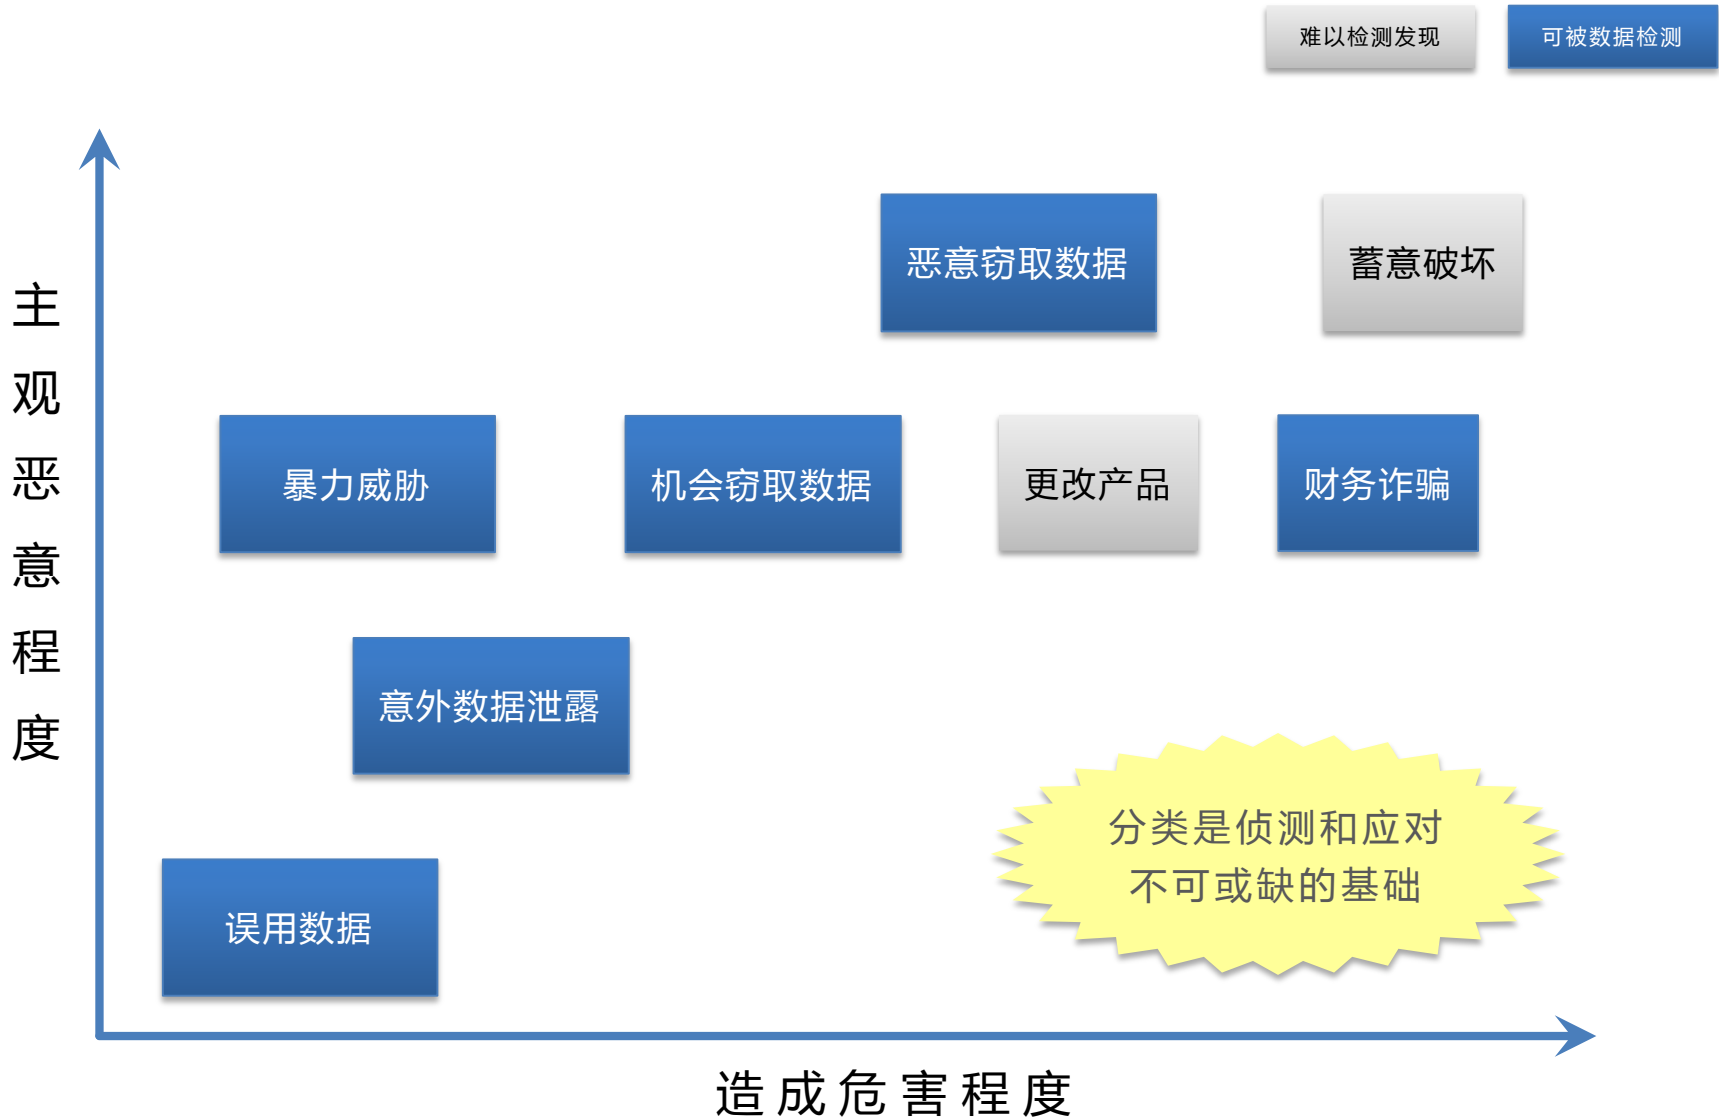 难以检测发现
可被数据检测
主观恶意程度
恶意窃取数据
蓄意破坏
暴力威胁
机会窃取数据
更改产品
财务诈骗
意外数据泄露
分类是侦测和应对
不可或缺的基础
误用数据
造成危害程度